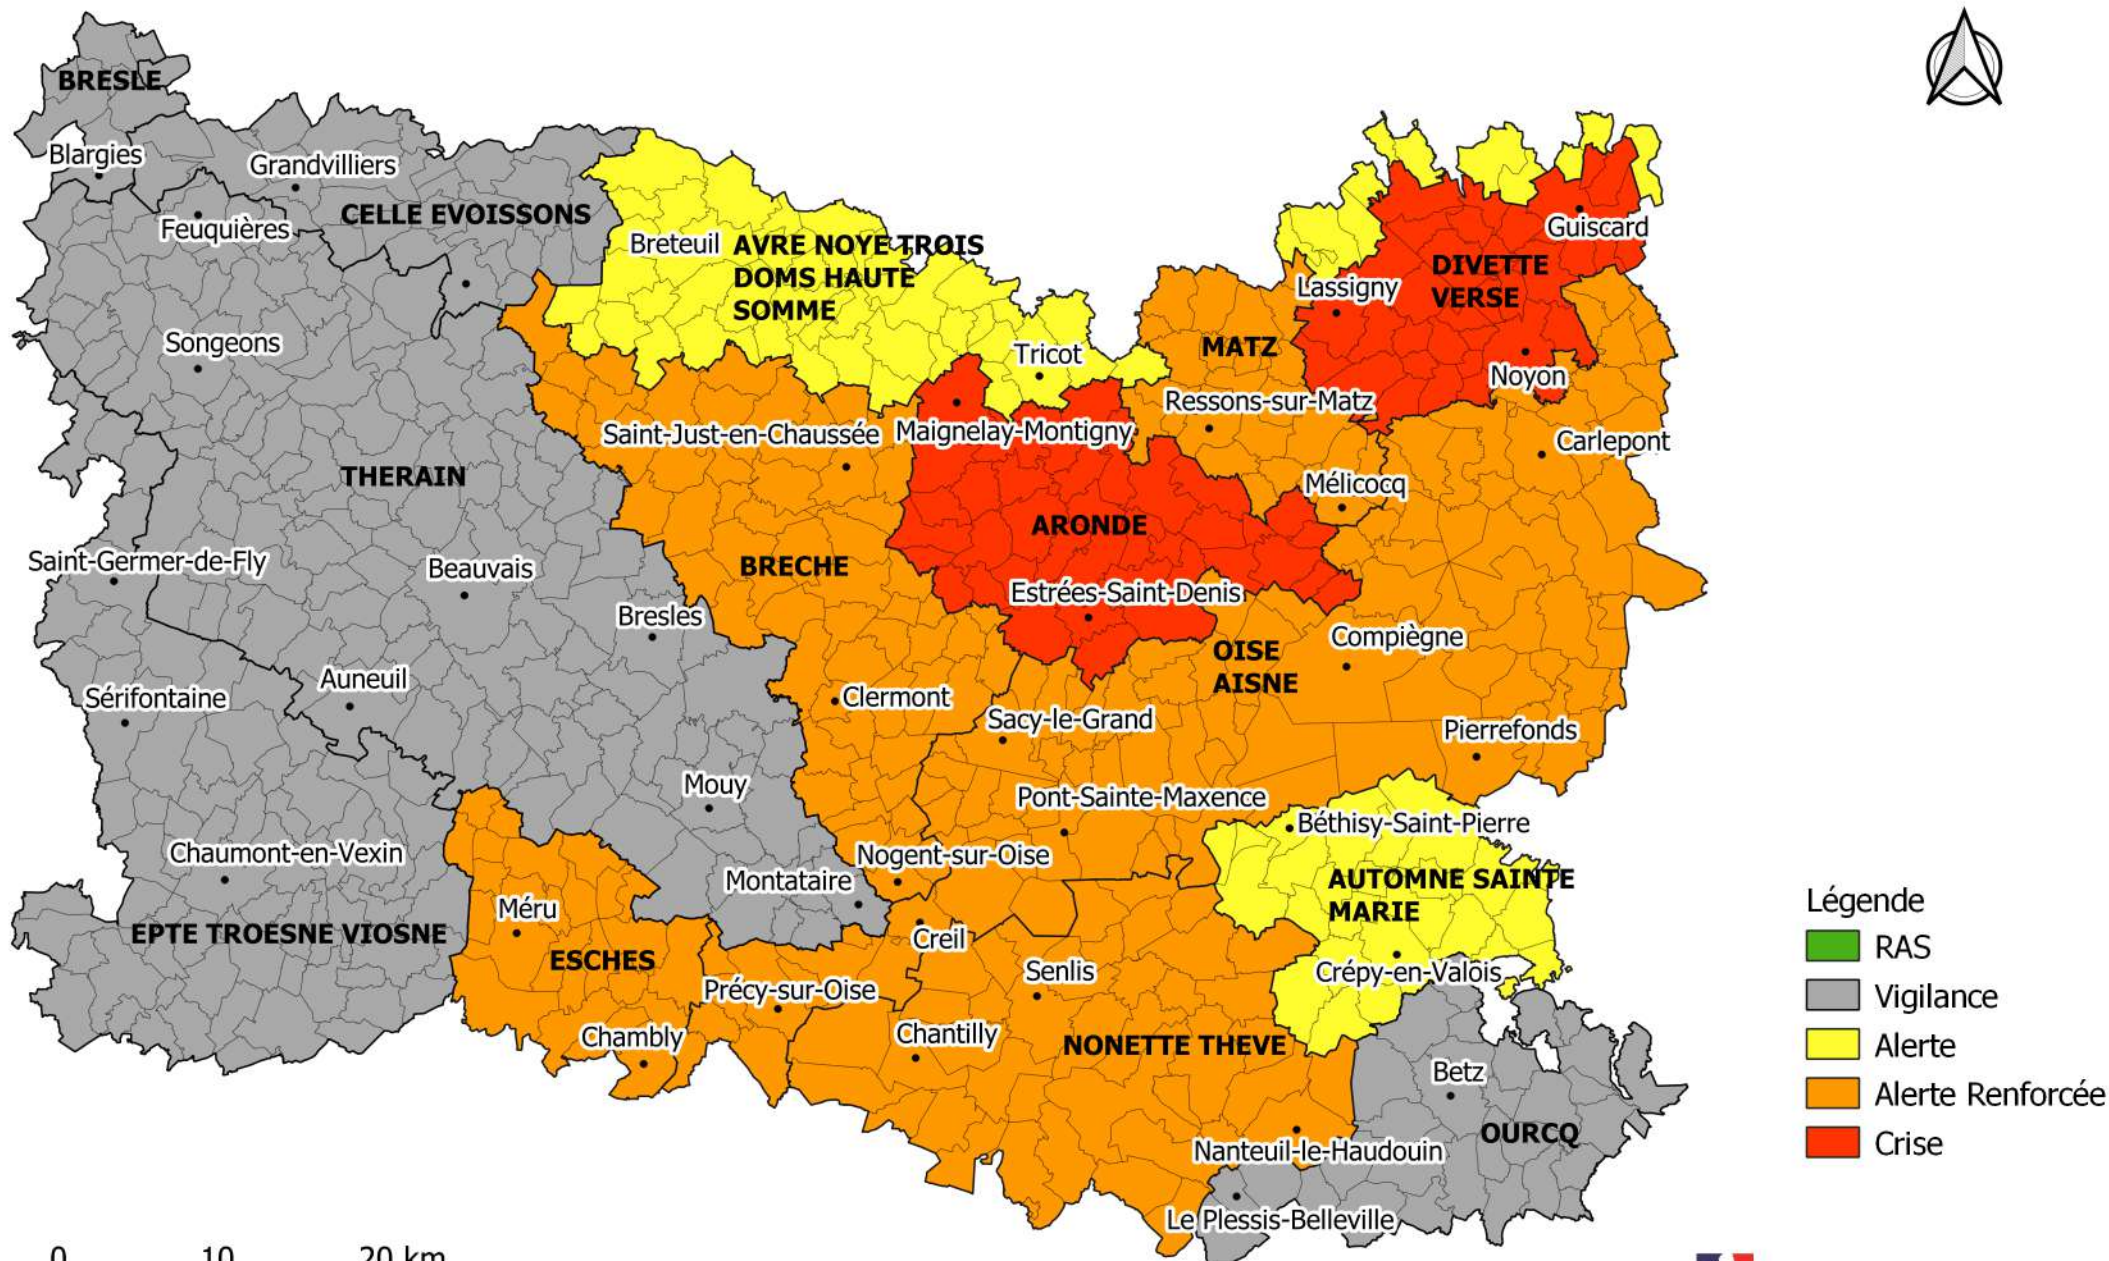 BRESLE
Blargies
Grandvilliers
Feuquières
CELLE EVOISSONS
Breteuil
AVRE NOYE TROIS
DOMS HAUTE
SOMME
Guiscard
DIVETTE
VERSE
Lassigny
Songeons
Tricot
MATZ
Noyon
Ressons-sur-Matz
Saint-Just-en-Chaussée
Maignelay-Montigny
Carlepont
THERAIN
Mélicocq
ARONDE
Saint-Germer-de-Fly
Beauvais
BRECHE
Estrées-Saint-Denis
Bresles
Compiègne
OISE
AISNE
Auneuil
Sérifontaine
Clermont
Sacy-le-Grand
Pierrefonds
Mouy
Pont-Sainte-Maxence
Béthisy-Saint-Pierre
Chaumont-en-Vexin
Nogent-sur-Oise
Montataire
AUTOMNE SAINTE
MARIE
Méru
EPTE TROESNE VIOSNE
ESCHES
Creil
Senlis
Crépy-en-Valois
Précy-sur-Oise
Chambly
Chantilly
NONETTE THEVE
Betz
OURCQ
Nanteuil-le-Haudouin
Le Plessis-Belleville
Légende
RAS
Vigilance
Alerte
Alerte Renforcée
Crise
0 10 20 km